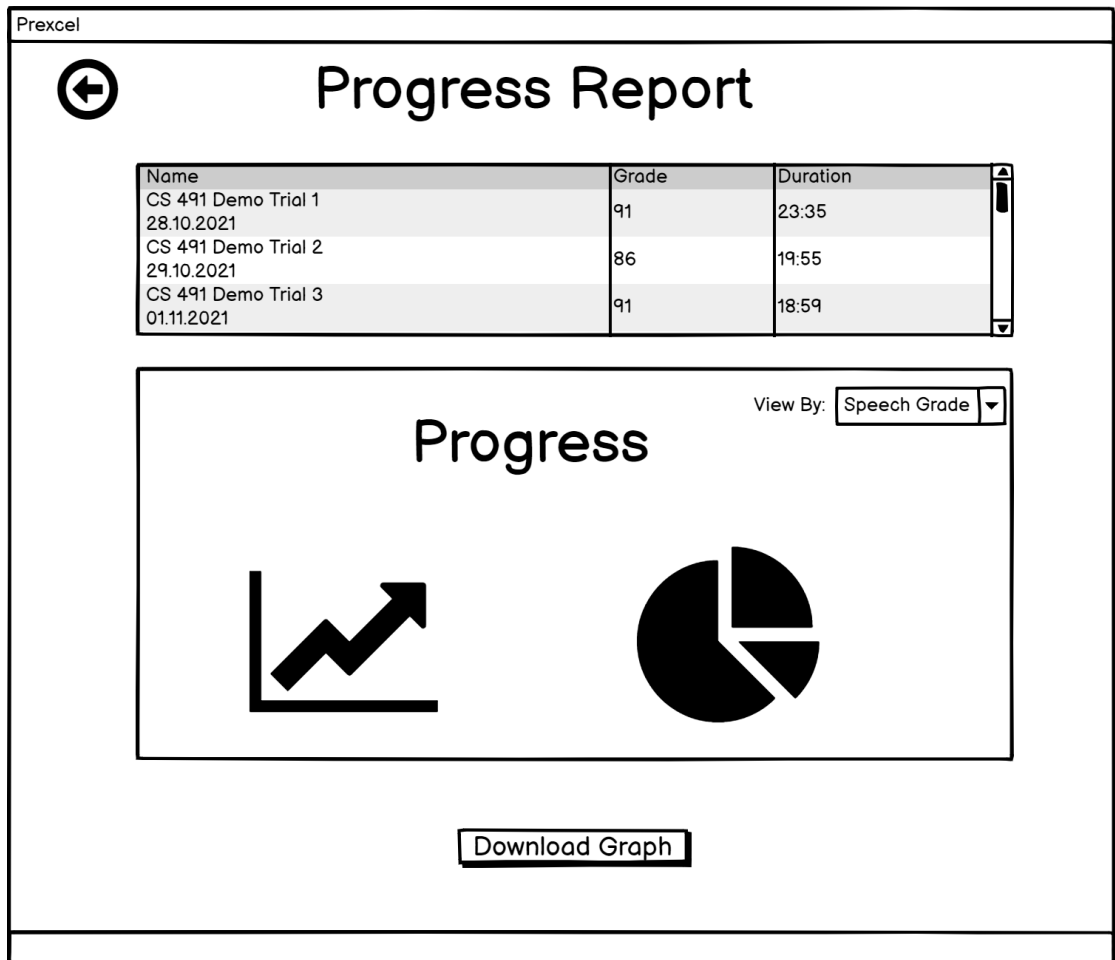 Prexcel
Progress Report
Name Grade Duration
CS 491 Demo Trial 1
28.10.2021
91 23:35
CS 491 Demo Trial 2
29.10.2021
86 19:55
CS 491 Demo Trial 3
01.11.2021
91 18:59
View By: Speech Grade
Progress
Download Graph